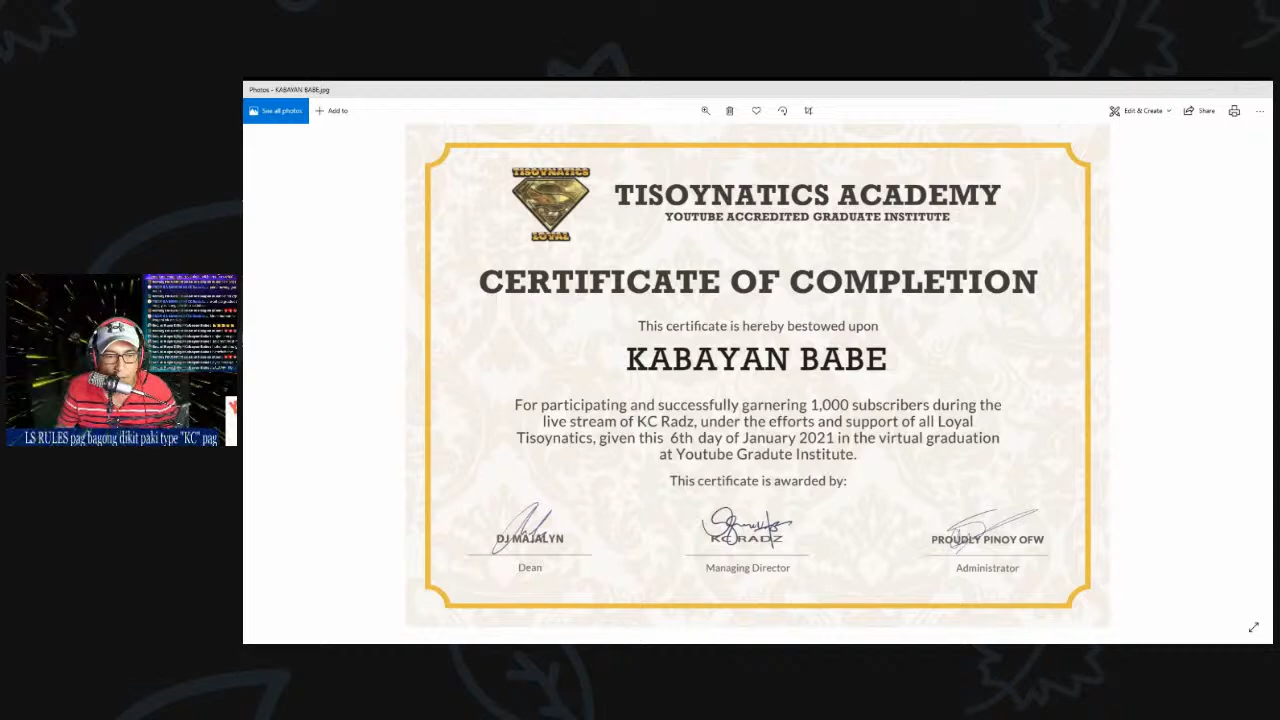 Photos - KABAYAN BABE.jpg
See all photos
Add to
Edit & Create
Share
TISOYNATICS
LOYAL
TISOYNATICS ACADEMY
YOUTUBE ACCREDITED GRADUATE INSTITUTE
CERTIFICATE OF COMPLETION
This certificate is hereby bestowed upon
KABAYAN BABE
For participating and successfully garnering 1,000 subscribers during the
live stream of KC Radz, under the efforts and support of all Loyal
Tisoynatics, given this 6th day of January 2021 in the virtual graduation
at Youtube Gradute Institute.
This certificate is awarded by:
DJ MAJALYN
Dean
KC RADZ
Managing Director
PROUDLY PINOY OFW
Administrator
LS RULES pag bagong dikit paki type "KC" pag